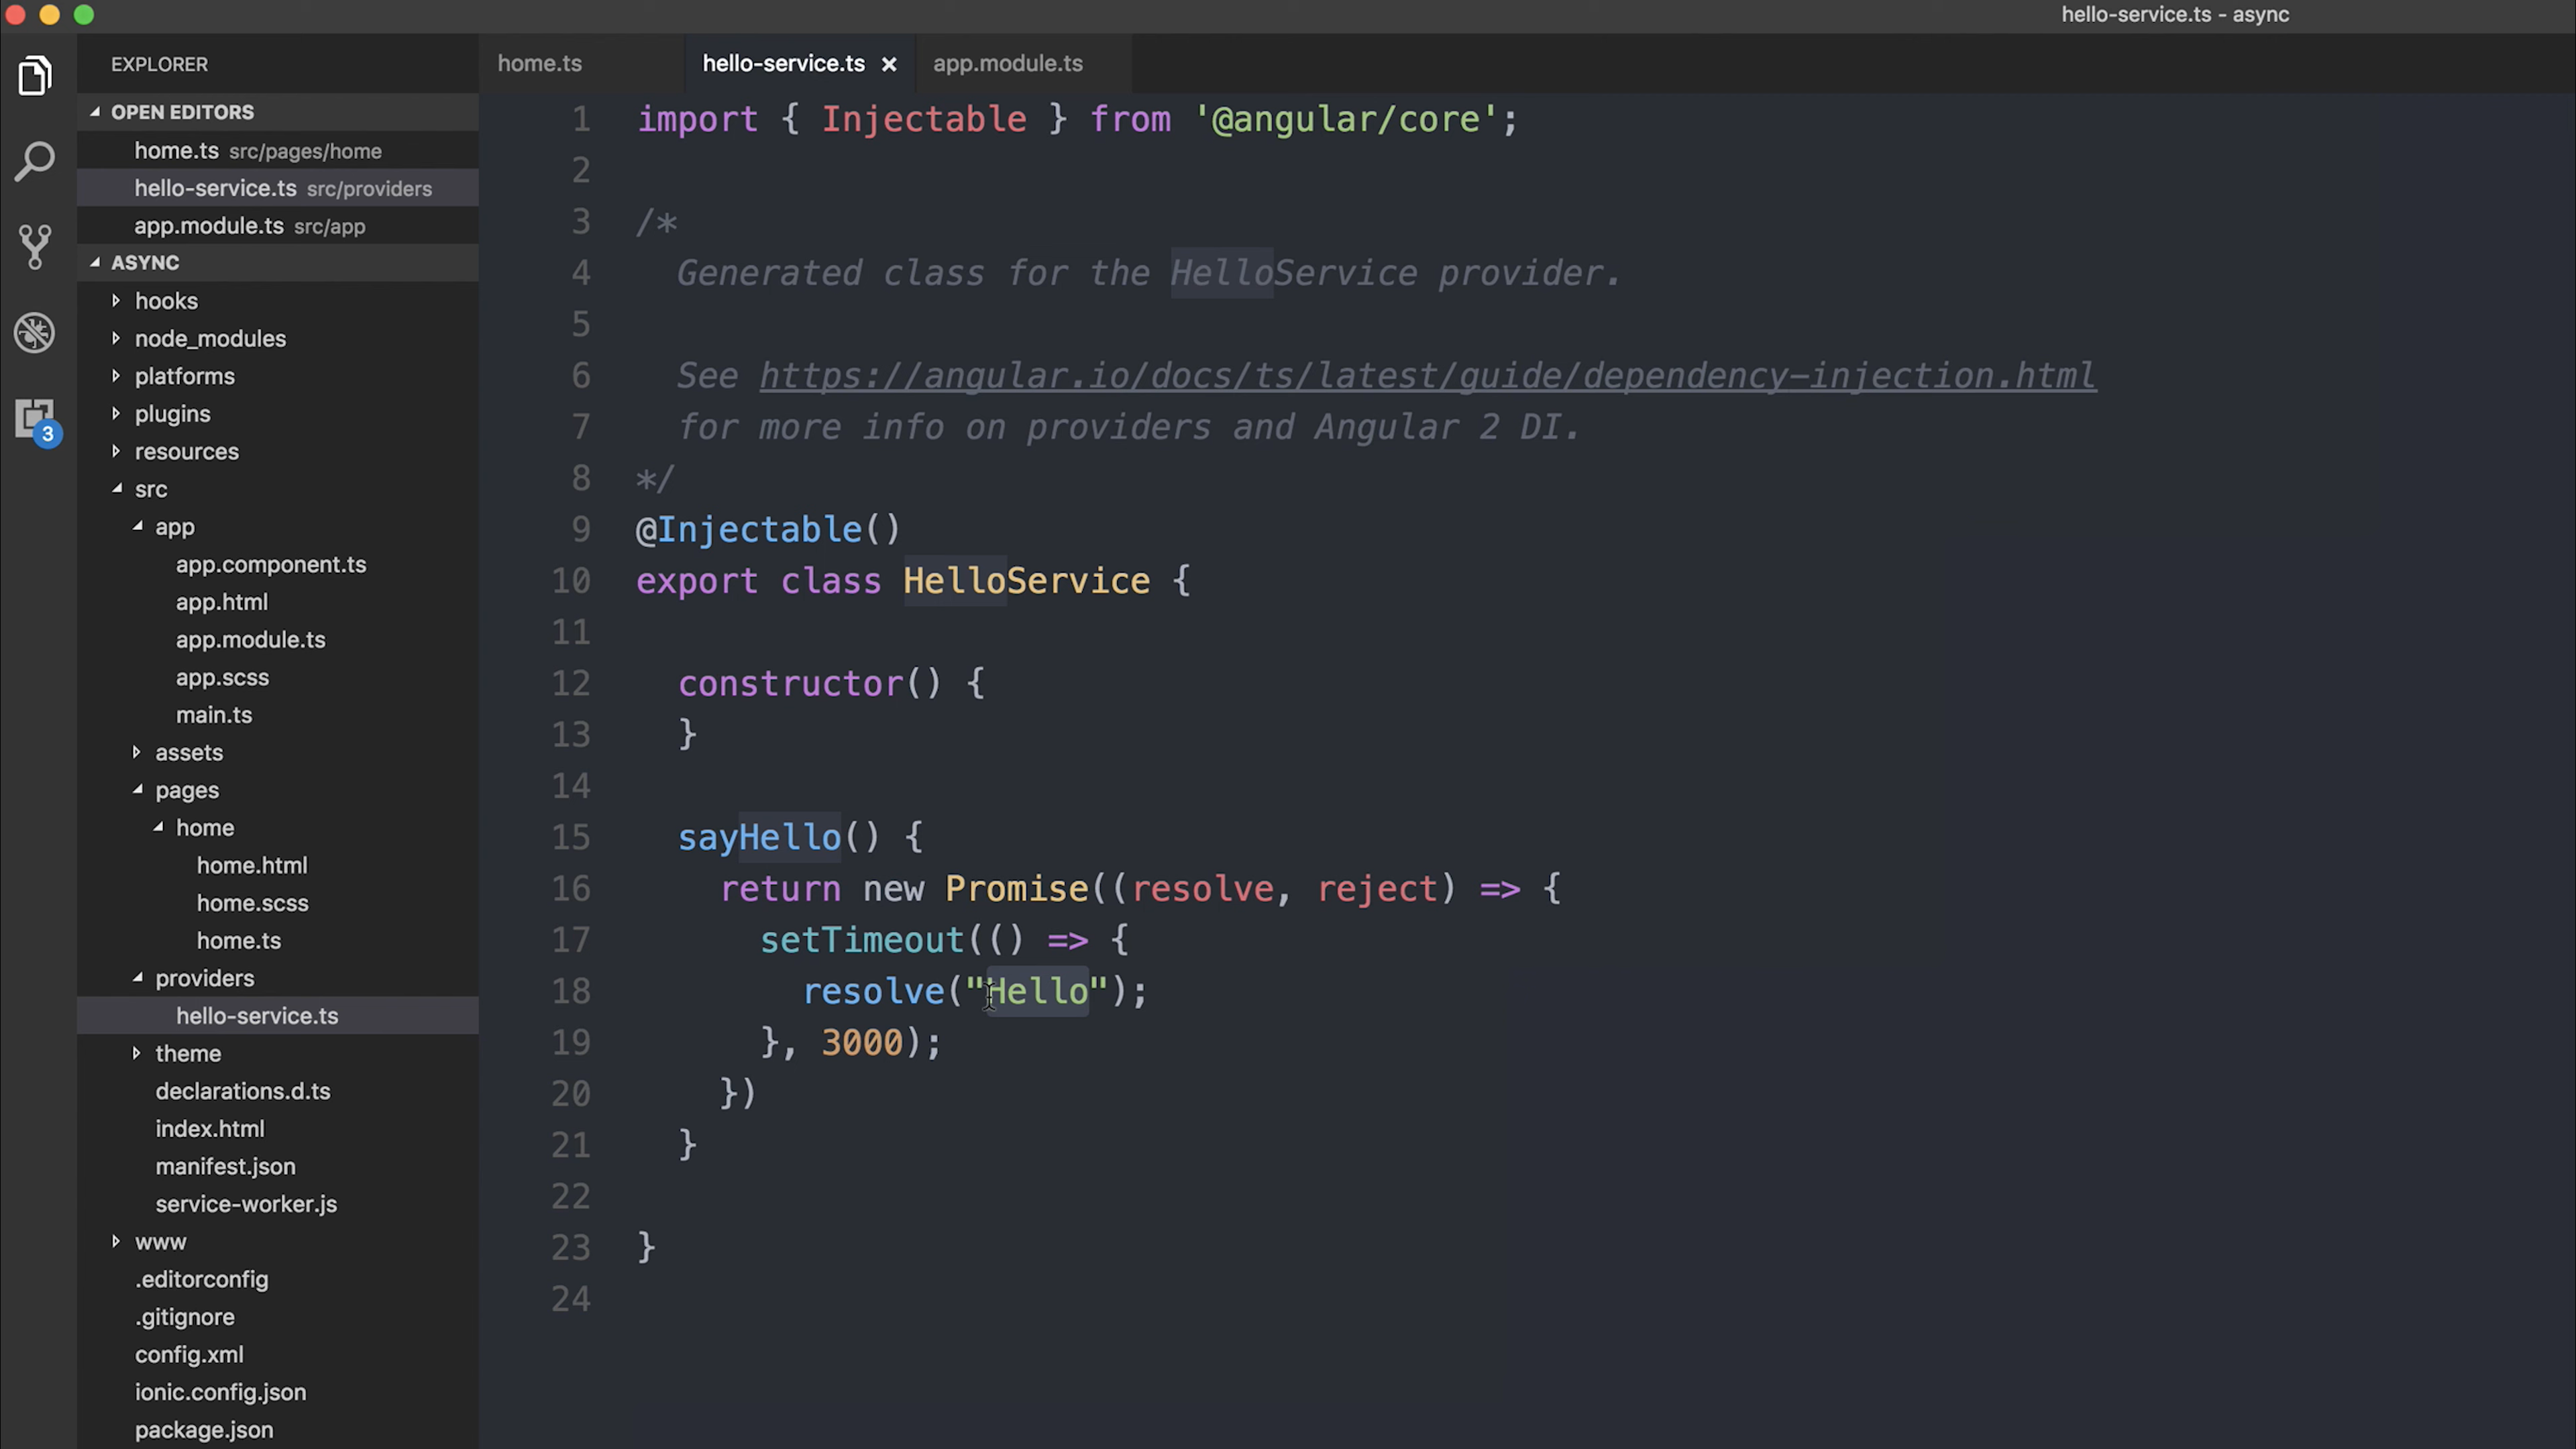 hello-service.ts - async
EXPLORER
OPEN EDITORS
home.ts src/pages/home
hello-service.ts src/providers
app.module.ts src/app
ASYNC
hooks
node_modules
platforms
plugins
resources
src
app
app.component.ts
app.html
app.module.ts
app.scss
main.ts
assets
pages
home
home.html
home.scss
home.ts
providers
hello-service.ts
theme
declarations.d.ts
index.html
manifest.json
service-worker.js
www
.editorconfig
.gitignore
config.xml
ionic.config.json
package.json
3
home.ts hello-service.ts × app.module.ts
1 import { Injectable } from '@angular/core';
2
3 /*
4 Generated class for the HelloService provider.
5
6 See https://angular.io/docs/ts/latest/guide/dependency-injection.html
7 for more info on providers and Angular 2 DI.
8 */
9 @Injectable()
10 export class HelloService {
11
12 constructor() {
13 }
14
15 sayHello() {
16 return new Promise((resolve, reject) => {
17 setTimeout(() => {
18 resolve("Hello");
19 }, 3000);
20 })
21 }
22
23 }
24